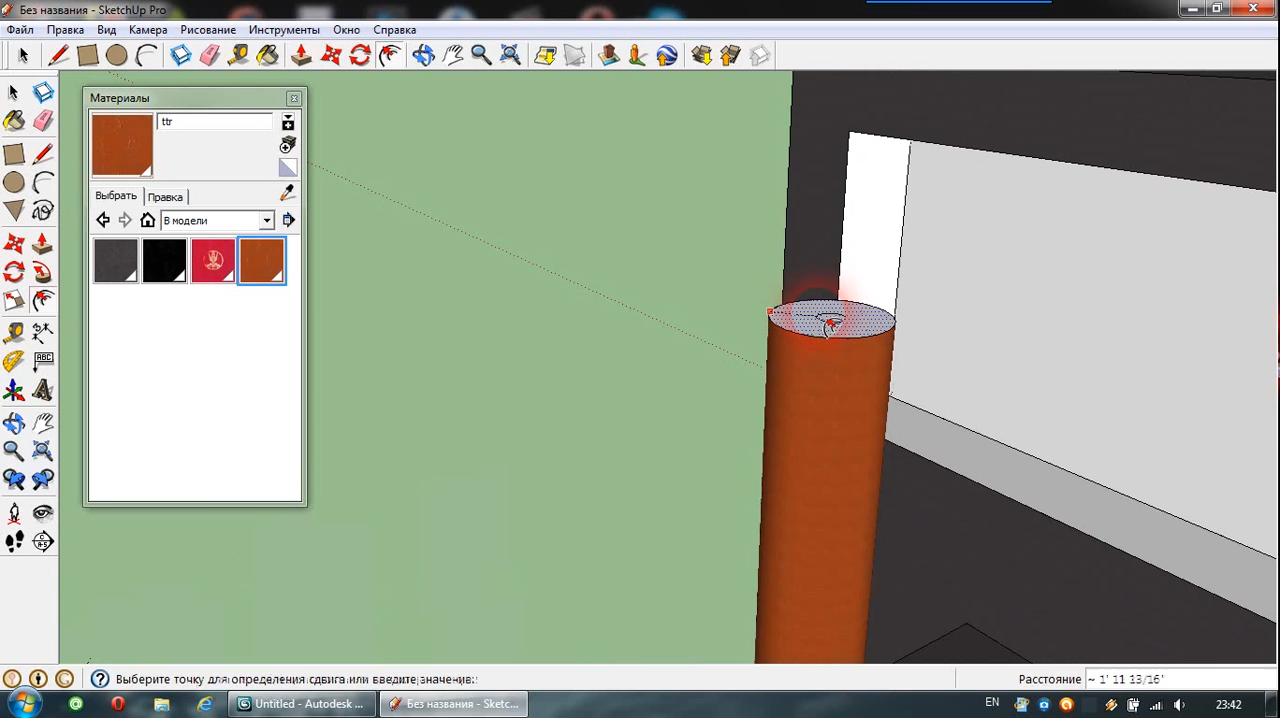 Без названия - SketchUp Pro
Файл Правка Вид Камера Рисование Инструменты Окно Справка
Материалы
ttr
Выбрать Правка
В модели
ABC
Выберите точку для определения сдвига или введите значение:
Расстояние ~ 1' 11 13/16"
Untitled - Autodesk ... Без названия - Sketc... EN 23:42